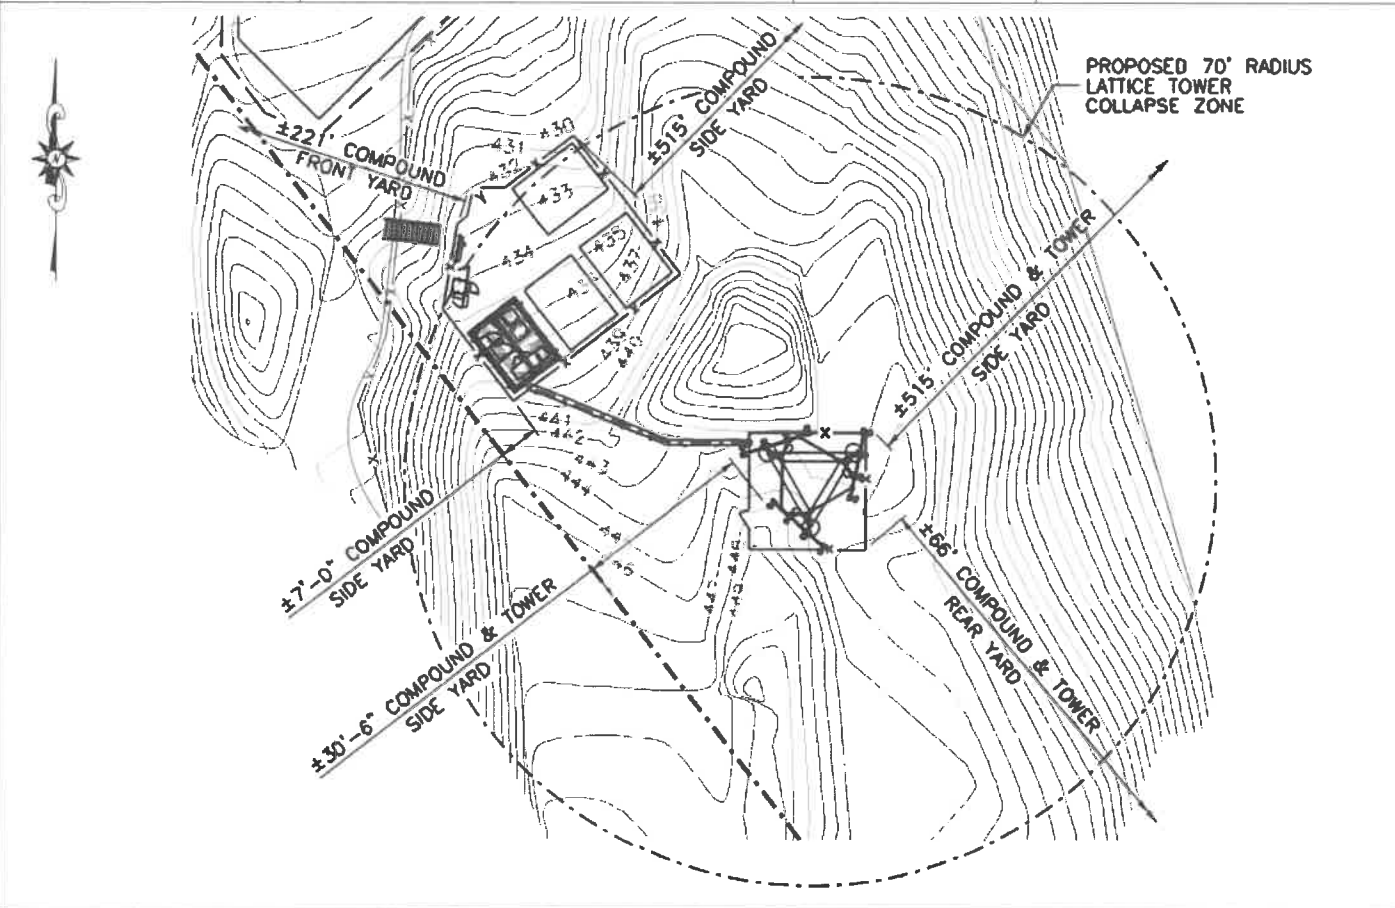 PROPOSED 70' RADIUS
LATTICE TOWER
COLLAPSE ZONE
±515' COMPOUND
SIDE YARD
±221' COMPOUND
FRONT YARD
N
430
431
432
433
434
435
437
439
440
441
442
443
444
±515' COMPOUND & TOWER
SIDE YARD
±7'-0" COMPOUND
SIDE YARD
±30'-6" COMPOUND & TOWER
SIDE YARD
±66' COMPOUND & TOWER
REAR YARD